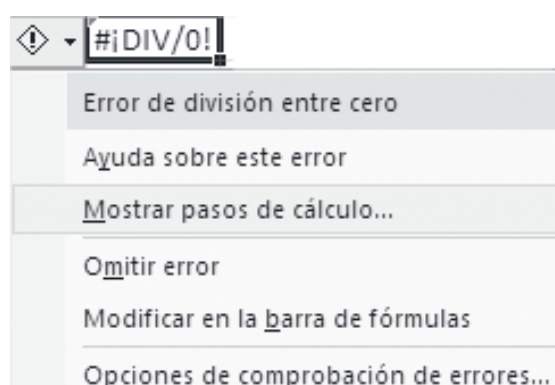 #¡DIV/0!
Error de división entre cero
Ayuda sobre este error
Mostrar pasos de cálculo...
Omitir error
Modificar en la barra de fórmulas
Opciones de comprobación de errores...